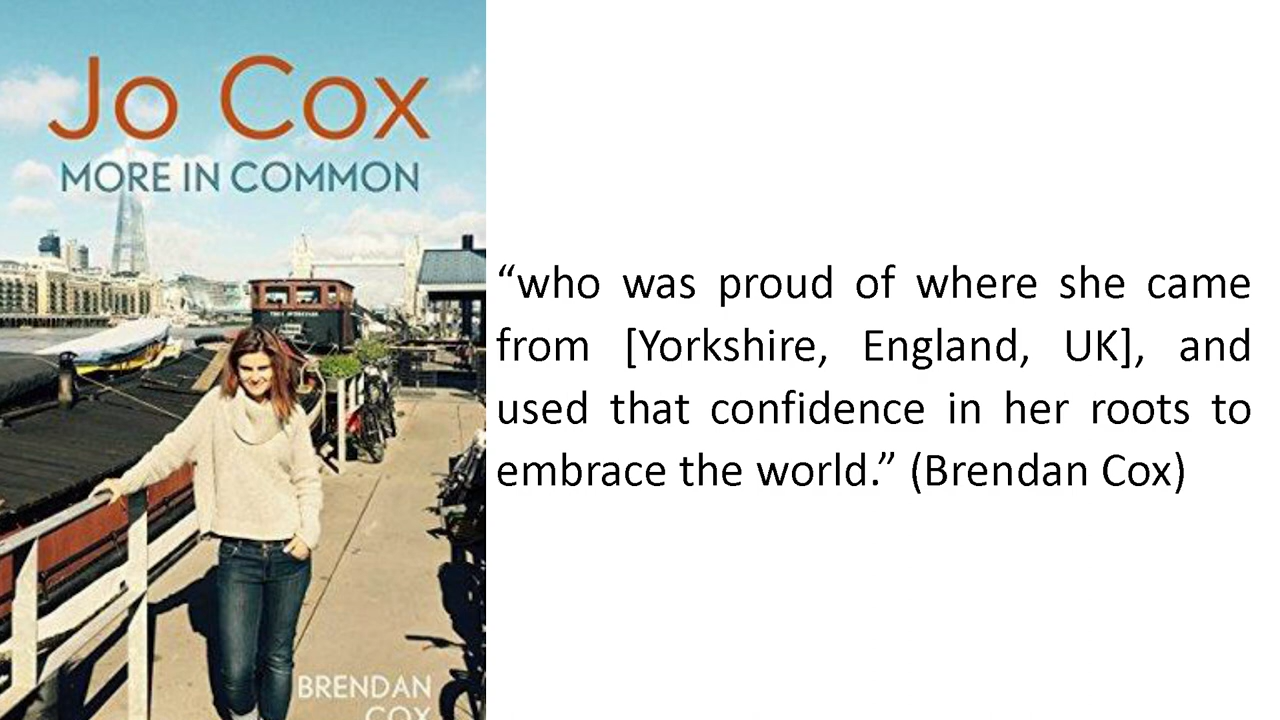 Jo Cox
MORE IN COMMON
“who was proud of where she came
from [Yorkshire, England, UK], and
used that confidence in her roots to
embrace the world.” (Brendan Cox)
BRENDAN
COX